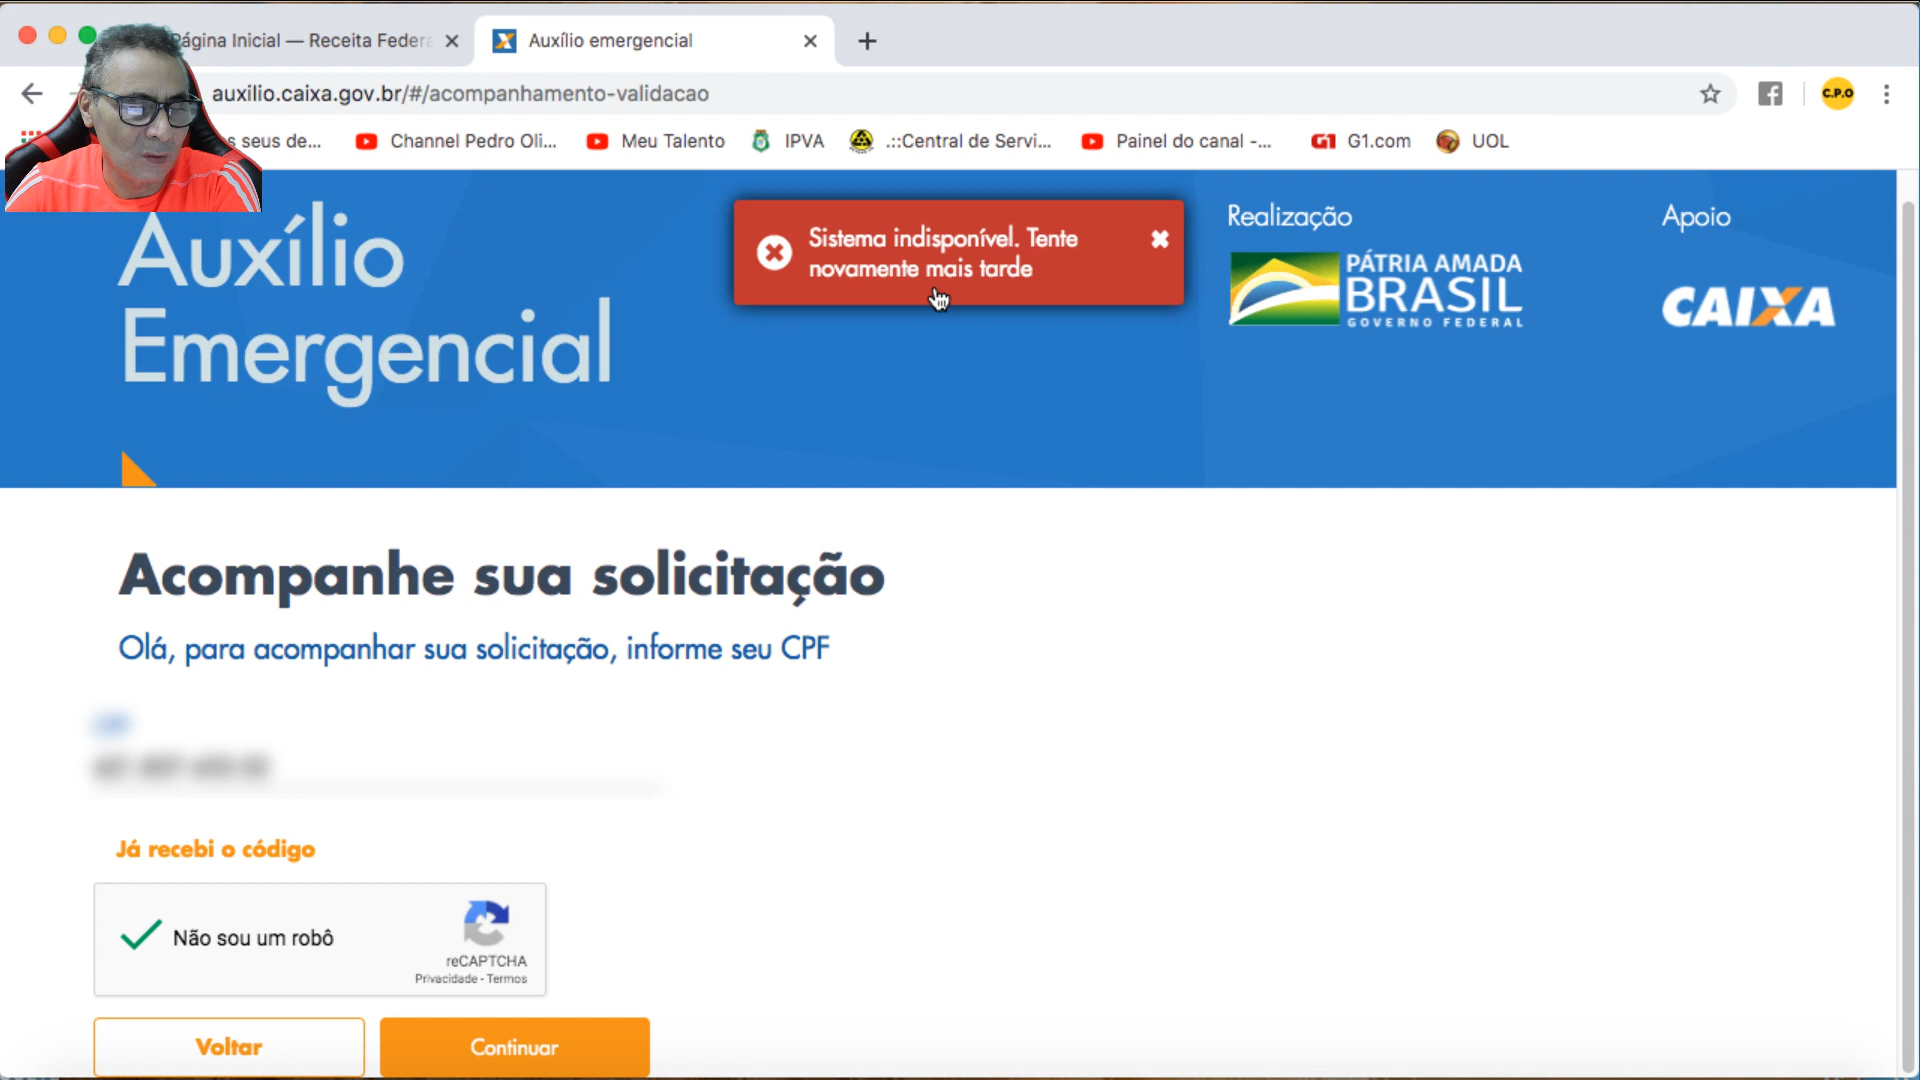 Página Inicial — Receita Feder
Auxílio emergencial
auxilio.caixa.gov.br/#/acompanhamento-validacao
C.P.O
s seus de...
Channel Pedro Oli...
Meu Talento
IPVA
.::Central de Servi...
Painel do canal -...
G1
G1.com
UOL
Auxílio
Emergencial
Sistema indisponível. Tente
novamente mais tarde
Realização
PÁTRIA AMADA
BRASIL
GOVERNO FEDERAL
Apoio
CAIXA
Acompanhe sua solicitação
Olá, para acompanhar sua solicitação, informe seu CPF
Já recebi o código
Não sou um robô
reCAPTCHA
Privacidade - Termos
Voltar
Continuar